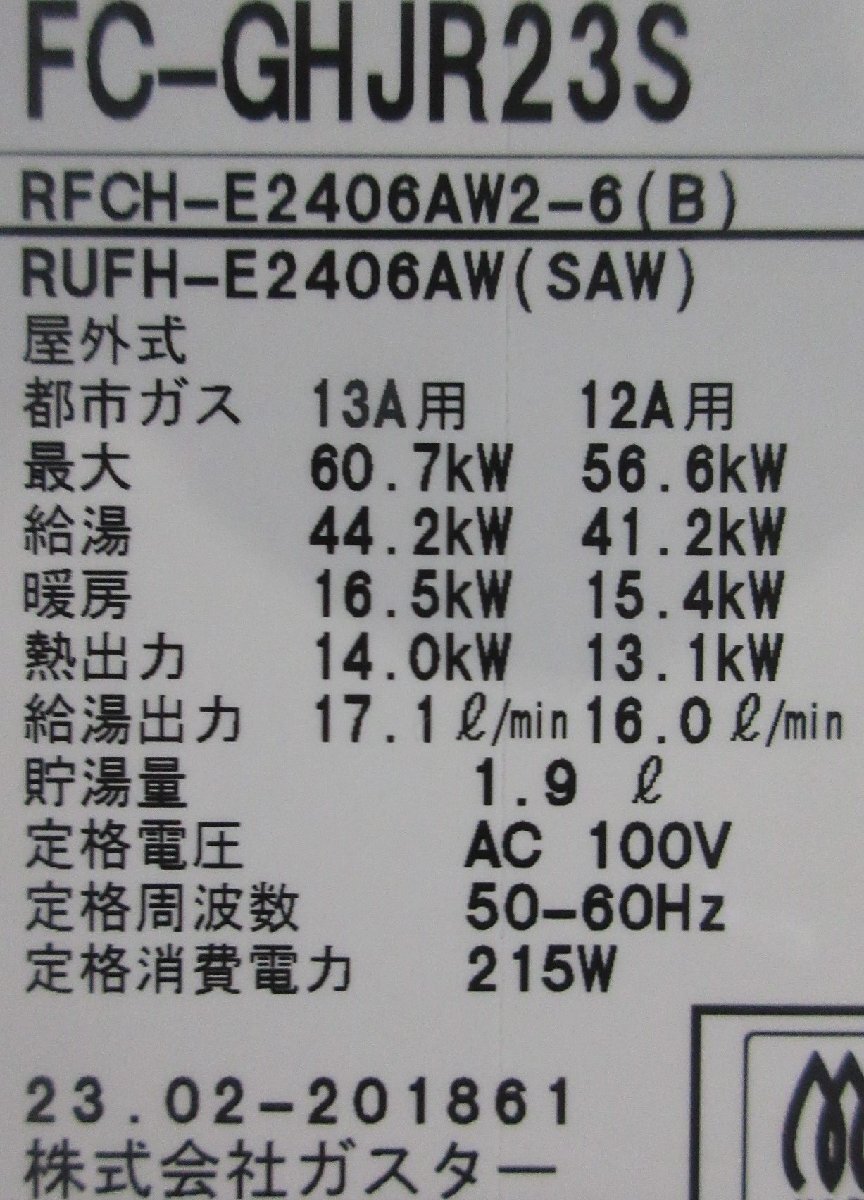 FC-GHJR23S
RFCH-E2406AW2-6(B)
RUFH-E2406AW(SAW)
屋外式
都市ガス 13A用 12A用
最大 60.7kW 56.6kW
給湯 44.2kW 41.2kW
暖房 16.5kW 15.4kW
熱出力 14.0kW 13.1kW
給湯出力 17.1ℓ/min 16.0ℓ/min
貯湯量 1.9 ℓ
定格電圧 AC 100V
定格周波数 50-60Hz
定格消費電力 215W
23.02-201861
株式会社ガスター